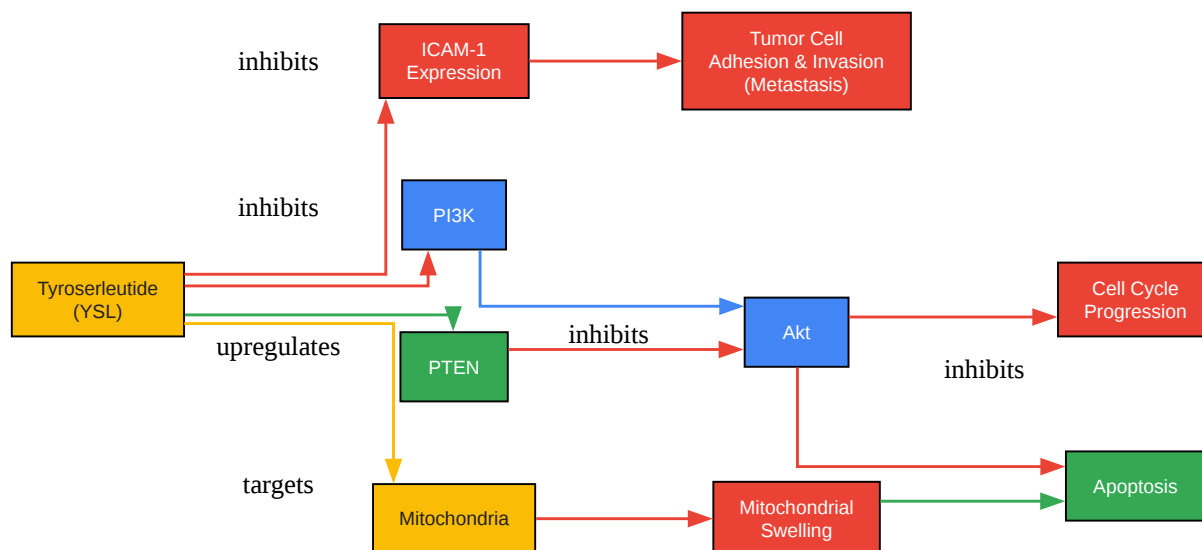 inhibits
ICAM-1
Expression
Tumor Cell
Adhesion & Invasion
(Metastasis)
inhibits
PI3K
Tyroserleutide
(YSL)
upregulates
PTEN
inhibits
Akt
Cell Cycle
Progression
inhibits
targets
Mitochondria
Mitochondrial
Swelling
Apoptosis